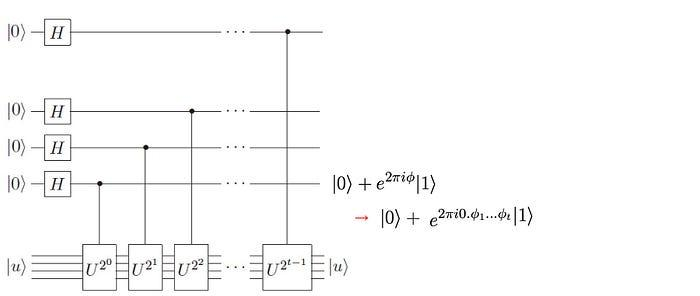 |0⟩ H ···
|0⟩ H ···
|0⟩ H ···
|0⟩ H ··· |0⟩ + e^{2πiϕ}|1⟩
→ |0⟩ + e^{2πi0.ϕ₁...ϕₜ}|1⟩
|u⟩ U^{2^0} U^{2^1} U^{2^2} ··· U^{2^{t−1}} |u⟩